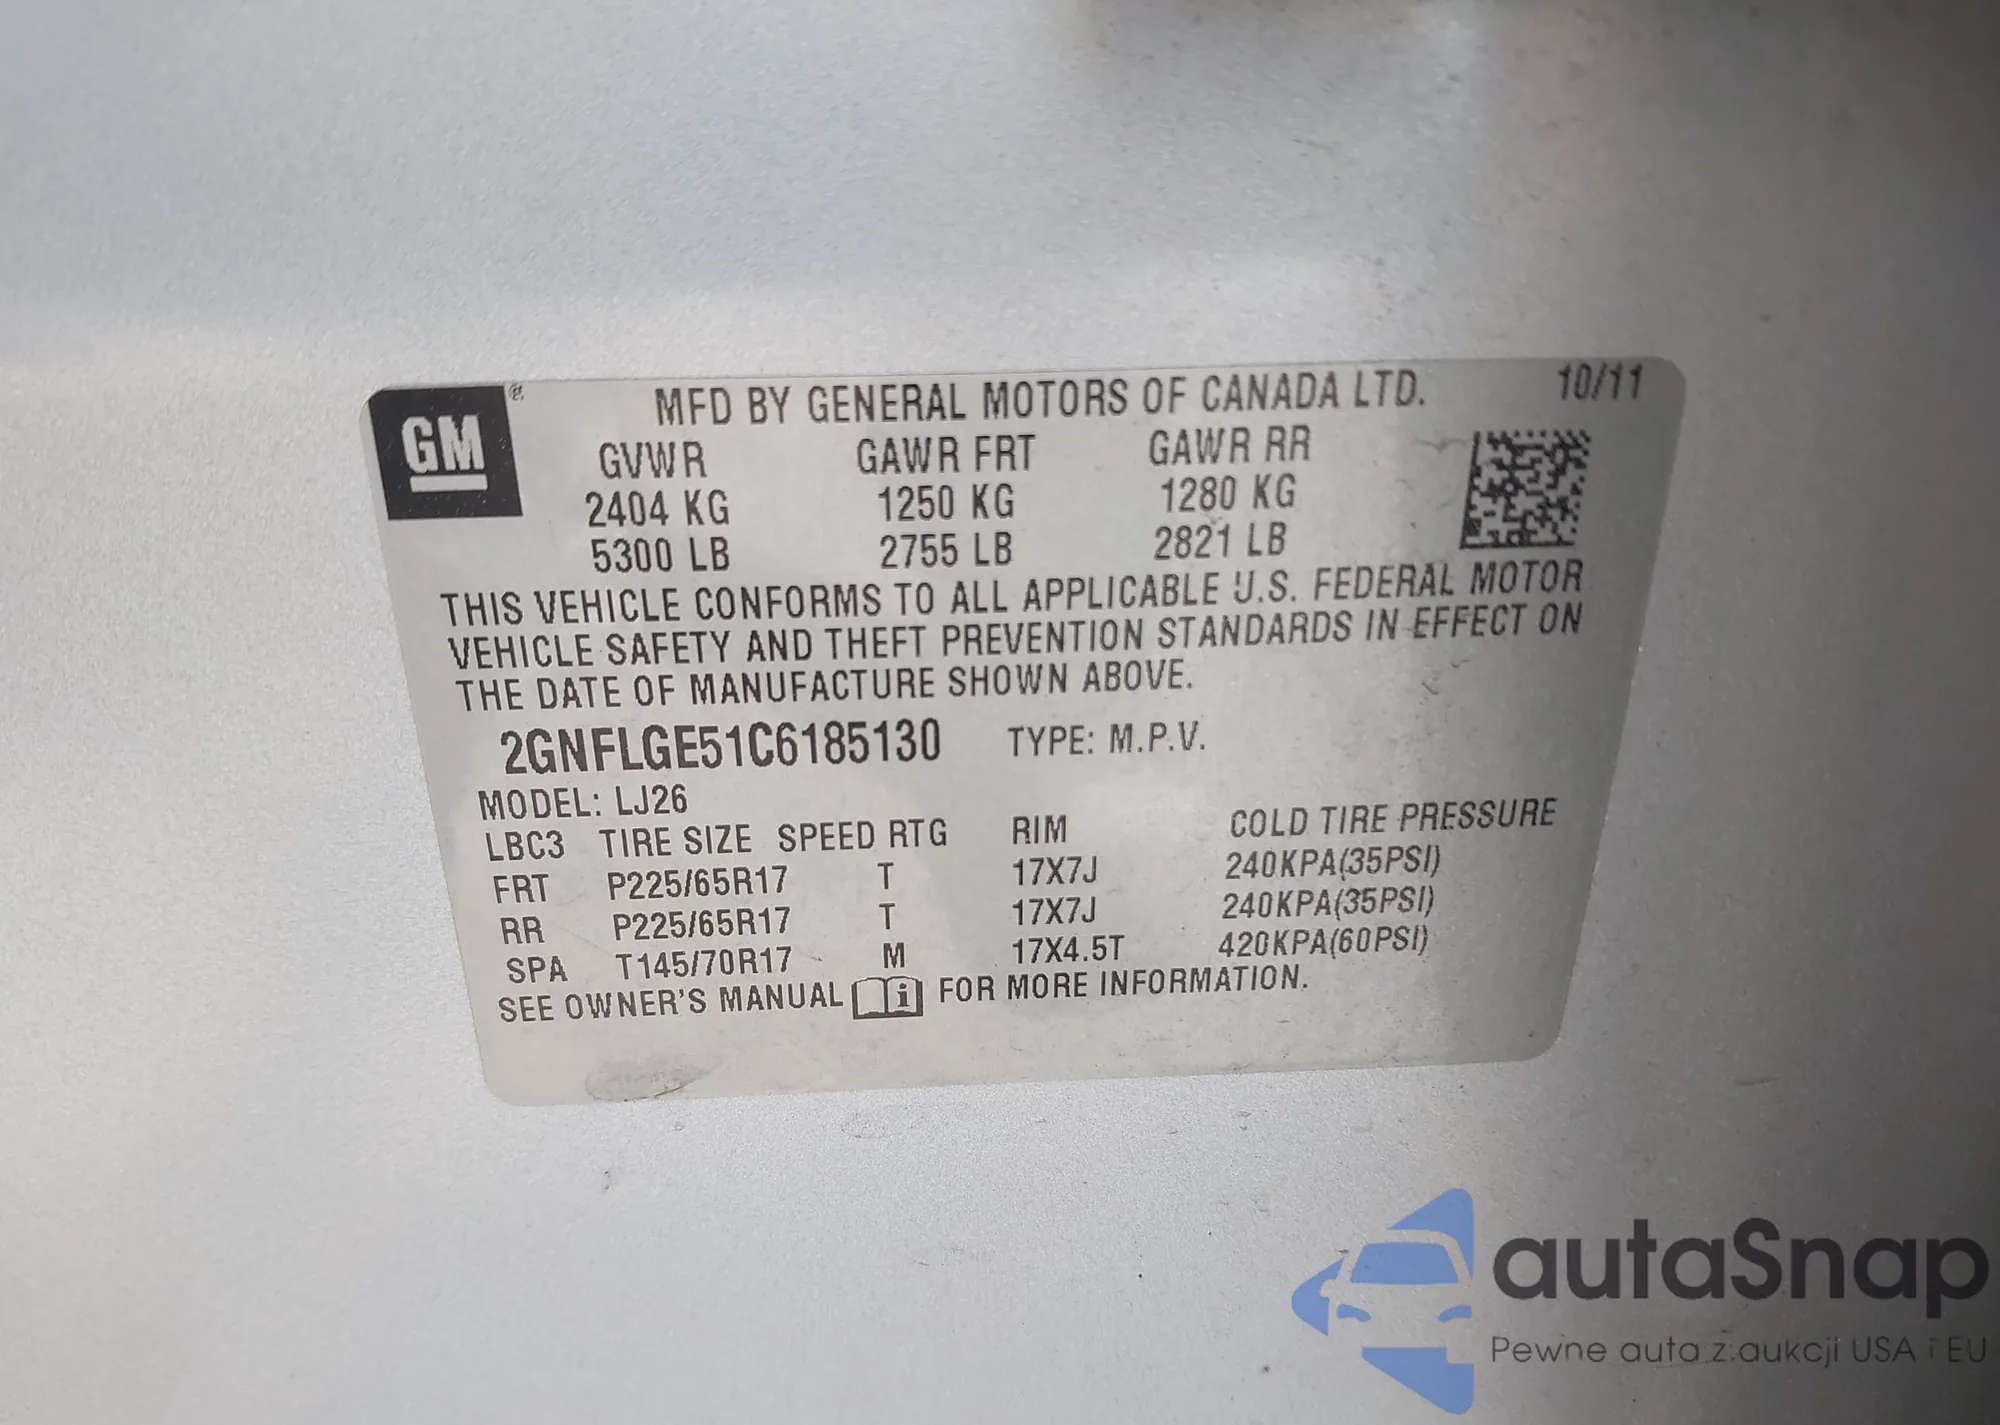 GM
MFD BY GENERAL MOTORS OF CANADA LTD. 10/11
GVWR GAWR FRT GAWR RR
2404 KG 1250 KG 1280 KG
5300 LB 2755 LB 2821 LB
THIS VEHICLE CONFORMS TO ALL APPLICABLE U.S. FEDERAL MOTOR
VEHICLE SAFETY AND THEFT PREVENTION STANDARDS IN EFFECT ON
THE DATE OF MANUFACTURE SHOWN ABOVE.
2GNFLGE51C6185130 TYPE: M.P.V.
MODEL: LJ26
LBC3 TIRE SIZE SPEED RTG RIM COLD TIRE PRESSURE
FRT P225/65R17 T 17X7J 240KPA(35PSI)
RR P225/65R17 T 17X7J 240KPA(35PSI)
SPA T145/70R17 M 17X4.5T 420KPA(60PSI)
SEE OWNER'S MANUAL i FOR MORE INFORMATION.
autaSnap
Pewne auta z aukcji USA i EU